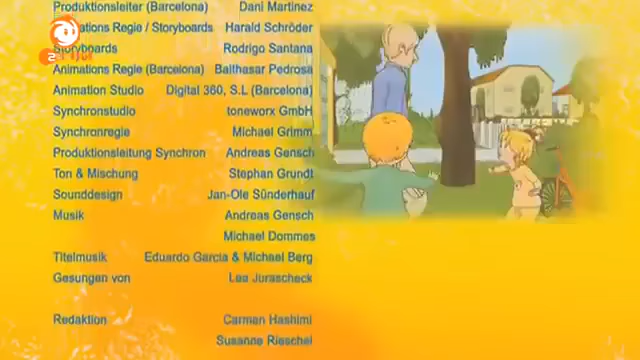 Produktionsleiter (Barcelona) Dani Martinez
ations Regie / Storyboards Harald Schröder
Storyboards Rodrigo Santana
Animations Regie (Barcelona) Balthasar Pedrosa
Animation Studio Digital 360, S.L (Barcelona)
Synchronstudio toneworx GmbH
Synchronregie Michael Grimm
Produktionsleitung Synchron Andreas Gensch
Ton & Mischung Stephan Grundt
Sounddesign Jan-Ole Sünderhauf
Musik Andreas Gensch
Michael Dommes
Titelmusik Eduardo Garcia & Michael Berg
Gesungen von Lea Jurascheck
Redaktion Carmen Hashimi
Susanne Rieschel